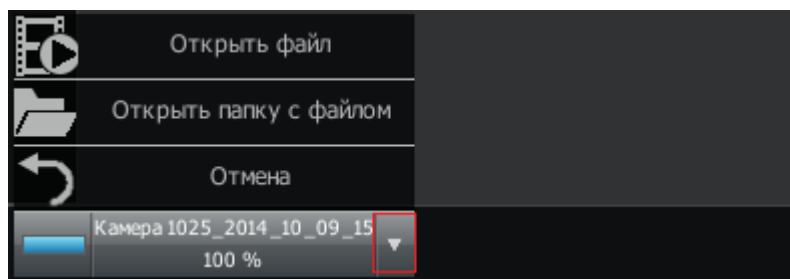 Открыть файл
Открыть папку с файлом
Отмена
Камера 1025_2014_10_09_15
100 %